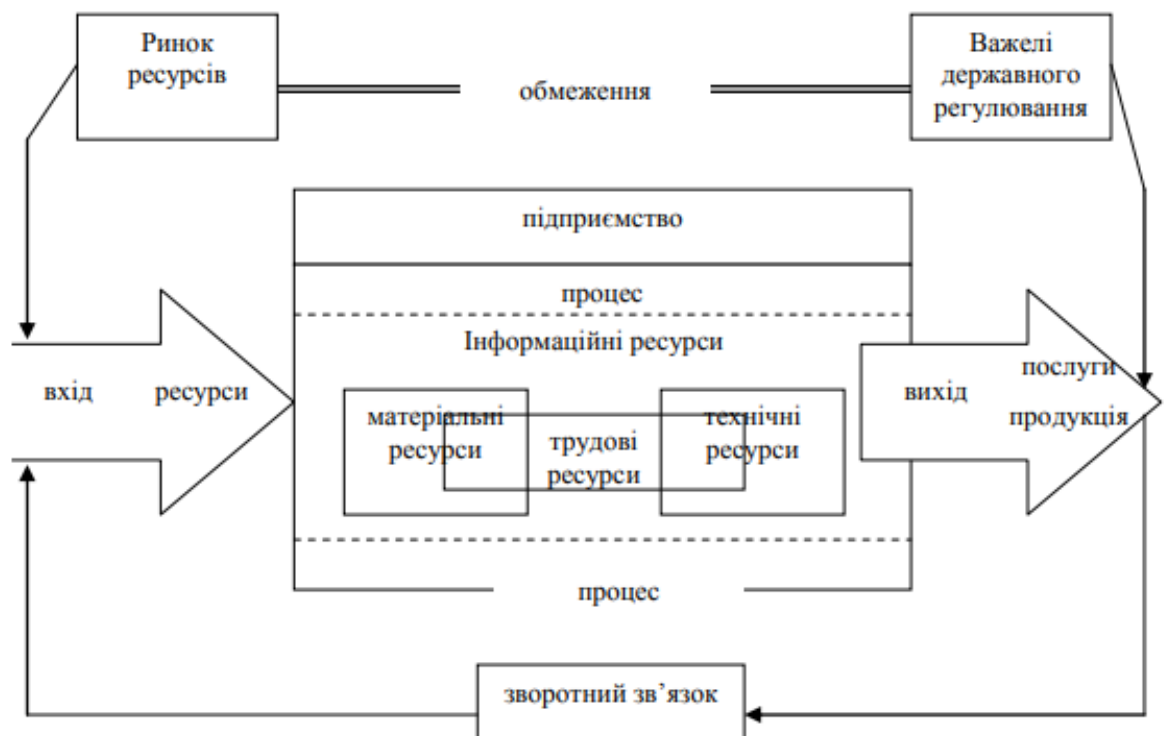 Ринок
ресурсів
обмеження
Важелі
державного
регулювання
підприємство
процес
Інформаційні ресурси
вхід
ресурси
матеріальні
ресурси
трудові
ресурси
технічні
ресурси
вихід
послуги
продукція
процес
зворотний зв’язок